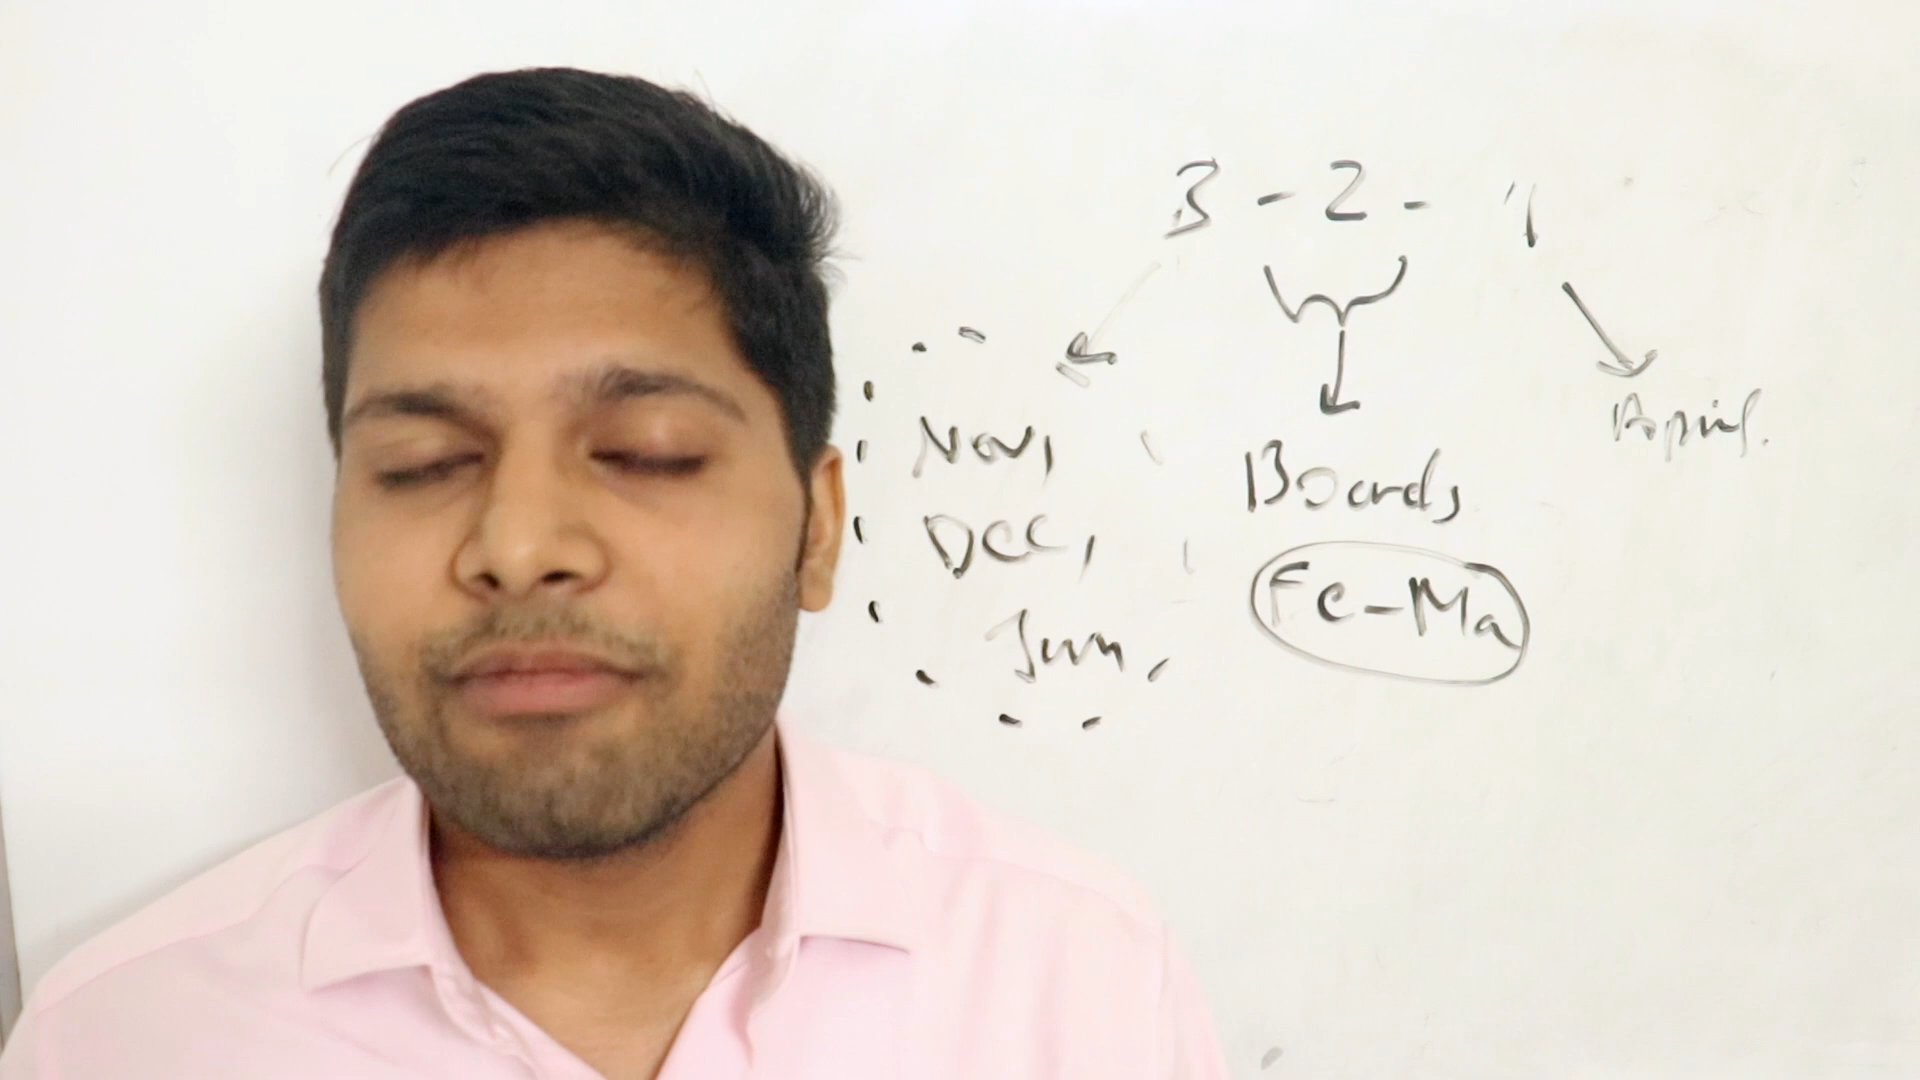 3 - 2 - 1
Nov,
Dec,
Jan,
Boards
Fe-Ma
April.